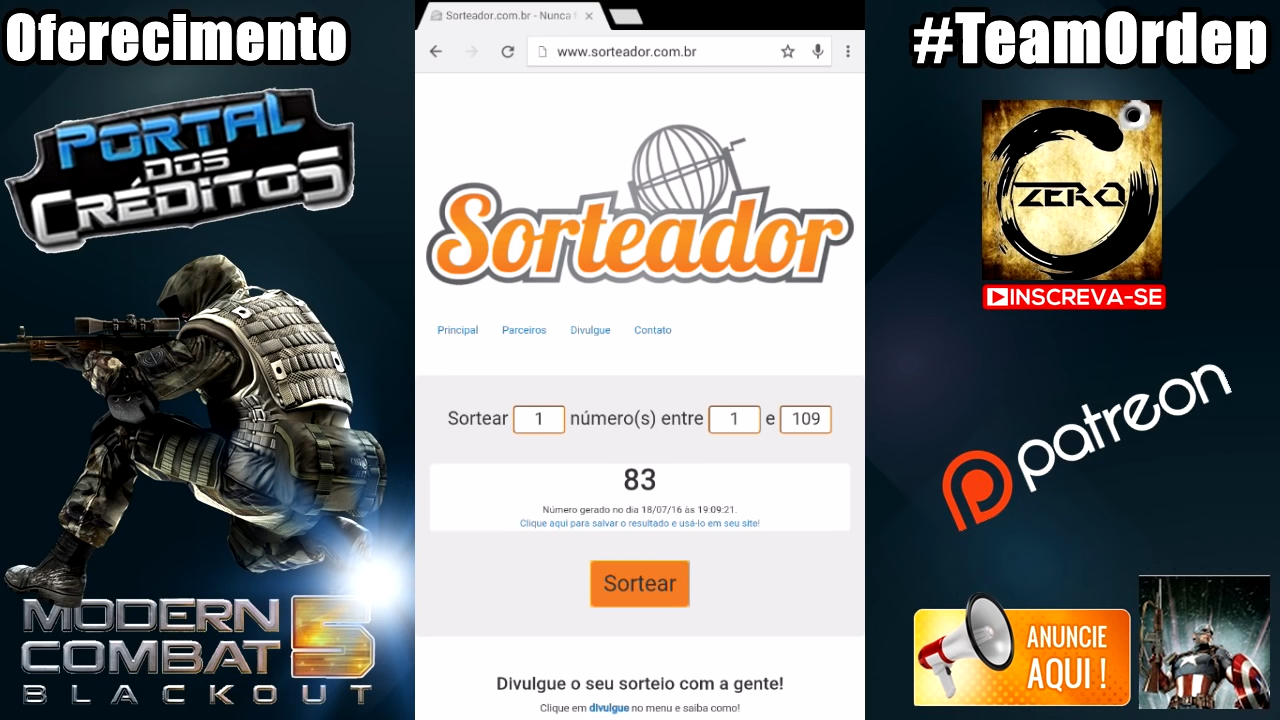 Oferecimento
PORTAL
DOS
CRÉDITOS
MODERN
COMBAT 5
BLACKOUT
Sorteador.com.br - Nunca f
www.sorteador.com.br
Sorteador
Principal Parceiros Divulgue Contato
Sortear 1 número(s) entre 1 e 109
83
Número gerado no dia 18/07/16 às 19:09:21.
Clique aqui para salvar o resultado e usá-lo em seu site!
Sortear
Divulgue o seu sorteio com a gente!
Clique em divulgue no menu e saiba como!
#TeamOrdep
ZERO
INSCREVA-SE
patreon
ANUNCIE
AQUI !